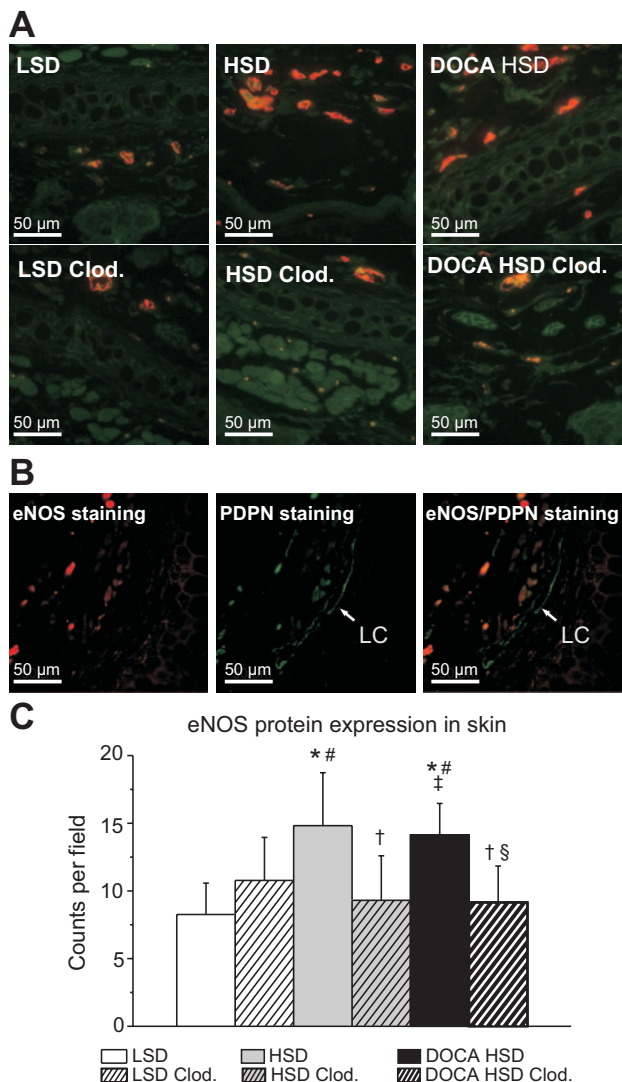 A
LSD
HSD
DOCA HSD
50 µm
50 µm
50 µm
LSD Clod.
HSD Clod.
DOCA HSD Clod.
50 µm
50 µm
50 µm
B
eNOS staining
PDPN staining
eNOS/PDPN staining
LC
LC
50 µm
50 µm
50 µm
C
eNOS protein expression in skin
Counts per field
20
15
10
5
0
* #
†
* #
‡
† §
LSD
HSD
DOCA HSD
LSD Clod.
HSD Clod.
DOCA HSD Clod.